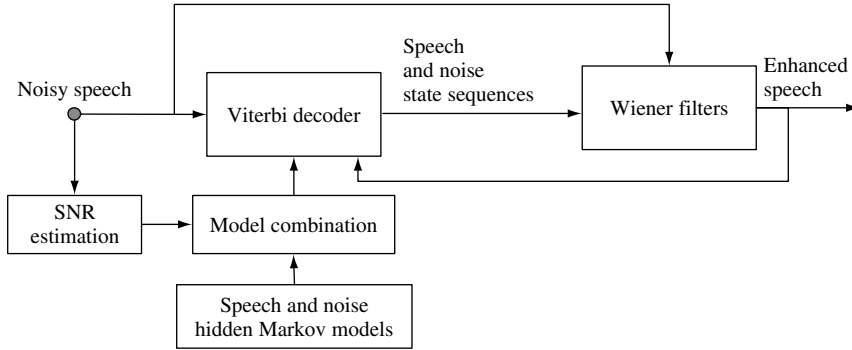 Noisy speech
Viterbi decoder
Speech
and noise
state sequences
Wiener filters
Enhanced
speech
SNR
estimation
Model combination
Speech and noise
hidden Markov models